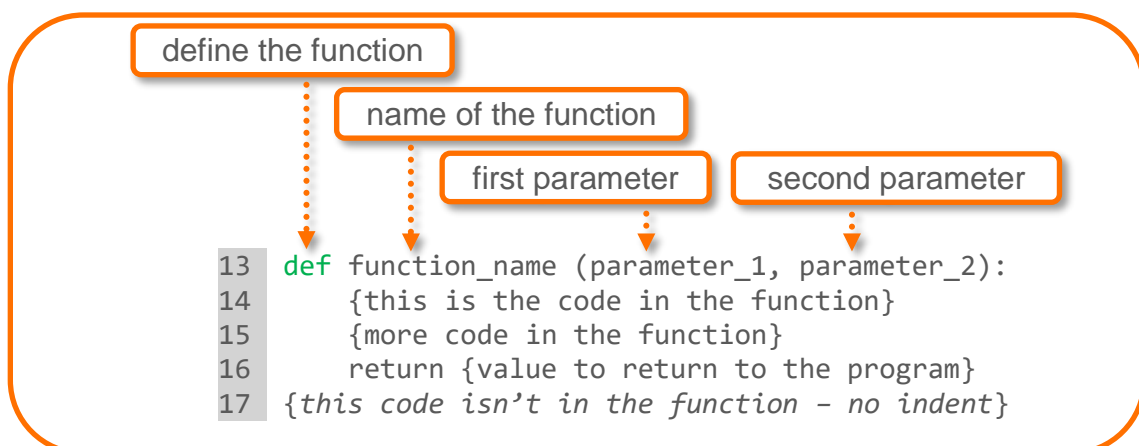 define the function
name of the function
first parameter
second parameter
13 def function_name (parameter_1, parameter_2):
14 {this is the code in the function}
15 {more code in the function}
16 return {value to return to the program}
17 {this code isn’t in the function – no indent}